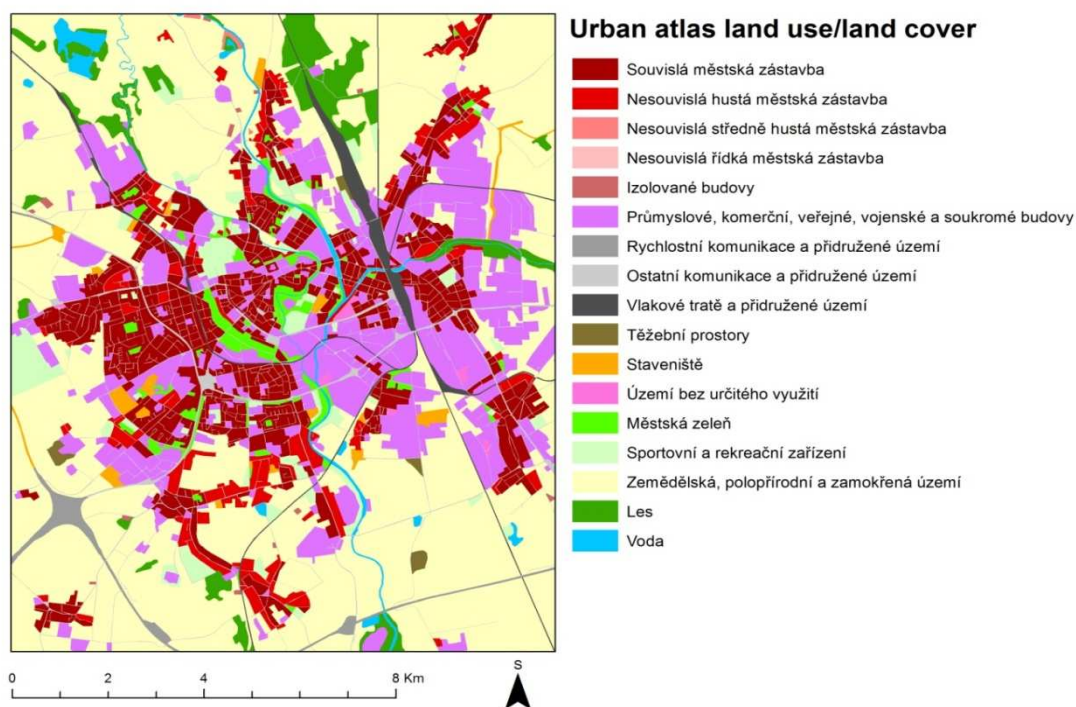 Urban atlas land use/land cover
Souvislá městská zástavba
Nesouvislá hustá městská zástavba
Nesouvislá středně hustá městská zástavba
Nesouvislá řídká městská zástavba
Izolované budovy
Průmyslové, komerční, veřejné, vojenské a soukromé budovy
Rychlostní komunikace a přidružené území
Ostatní komunikace a přidružené území
Vlakové tratě a přidružené území
Těžební prostory
Staveniště
Území bez určitého využití
Městská zeleň
Sportovní a rekreační zařízení
Zemědělská, polopřírodní a zamokřená území
Les
Voda
0 2 4 8 Km
S